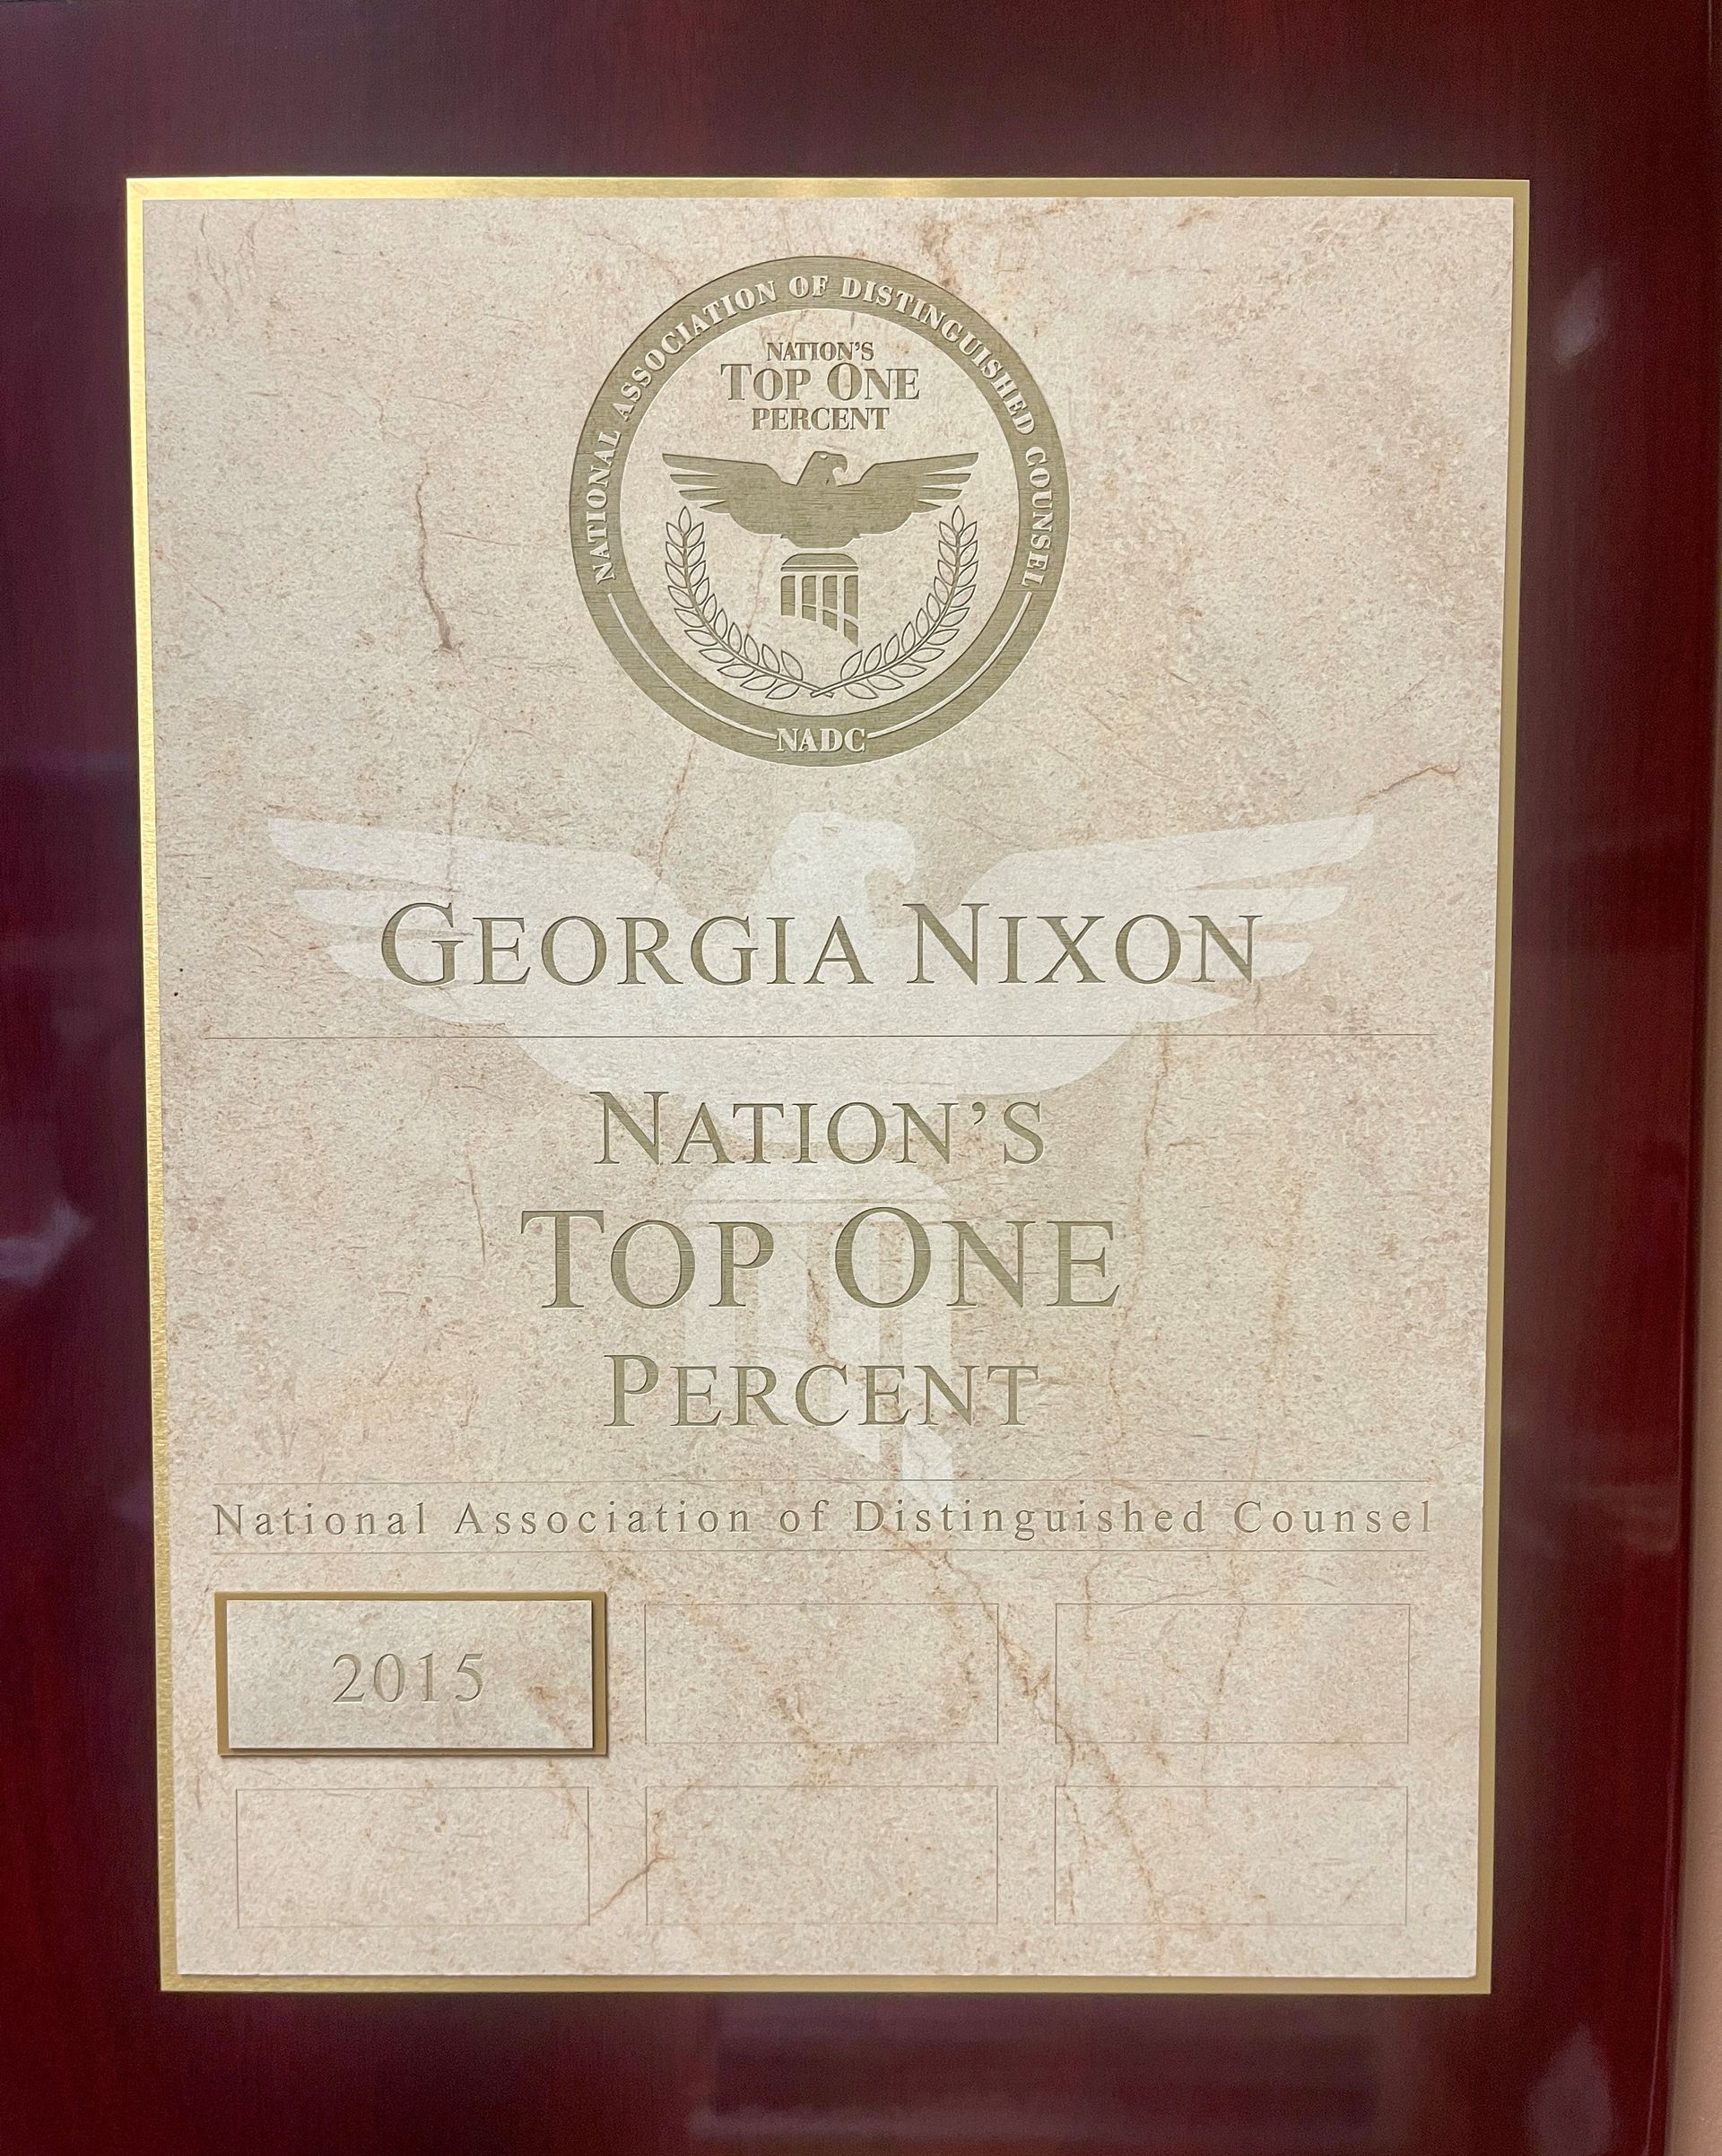 NATIONAL ASSOCIATION OF DISTINGUISHED COUNSEL
NATION'S
TOP ONE
PERCENT
NADC
GEORGIA NIXON
NATION'S
TOP ONE
PERCENT
National Association of Distinguished Counsel
2015